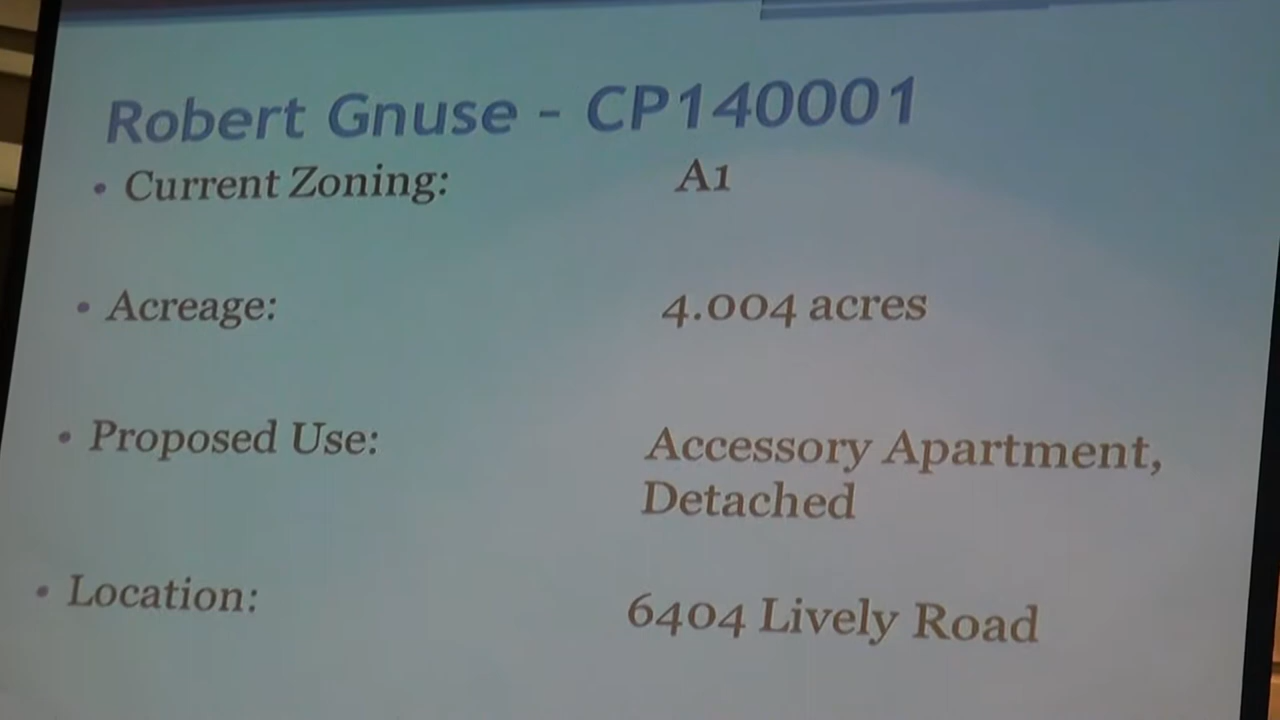 Robert Gnuse - CP140001
• Current Zoning: A1
• Acreage: 4.004 acres
• Proposed Use: Accessory Apartment,
Detached
• Location: 6404 Lively Road